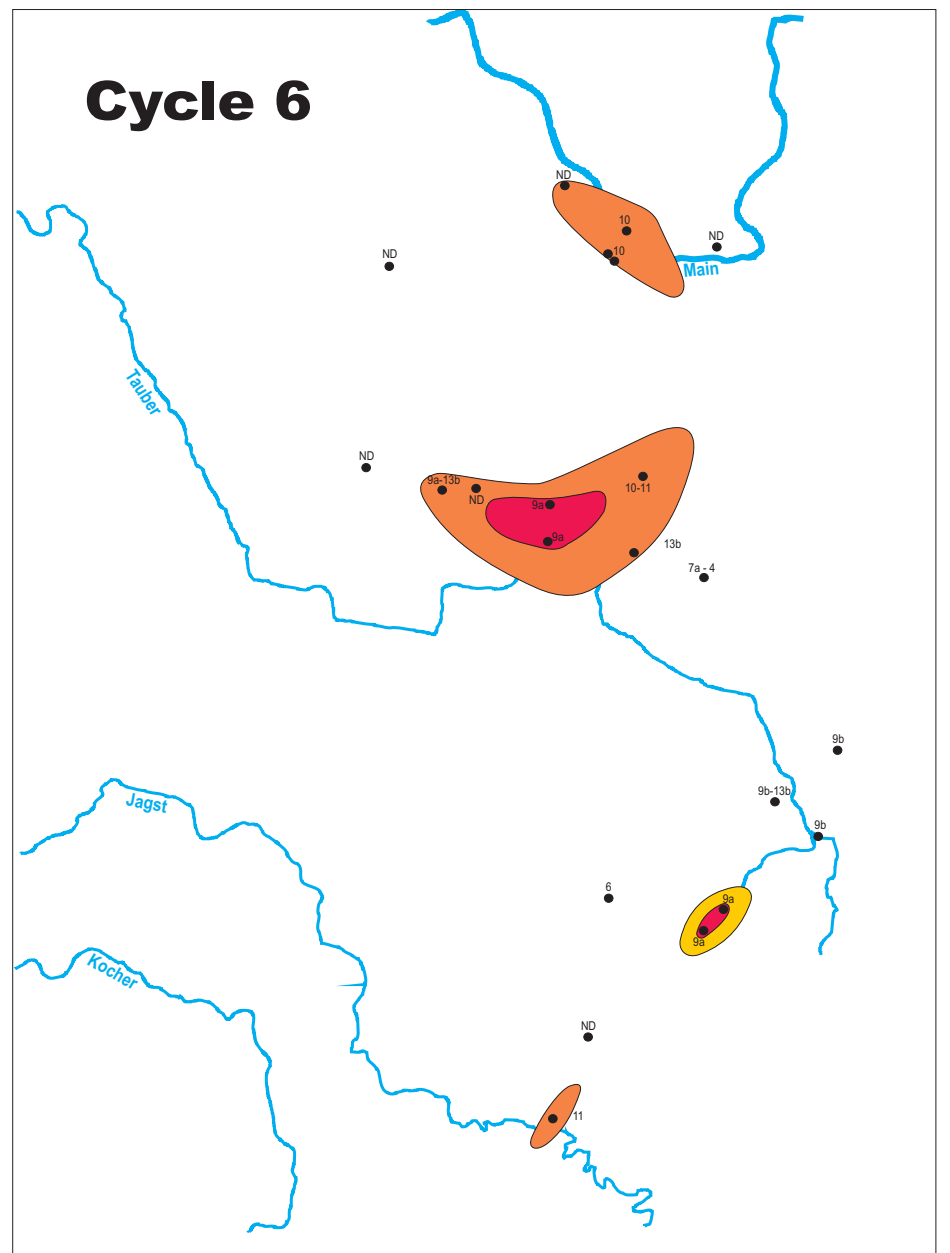 Cycle 6
ND
10
ND
10
ND
Main
Tauber
ND
9a-13b
ND
10-11
9a
9a
13b
7a - 4
9b
9b-13b
Jagst
9b
6
9a
9a
Kocher
ND
11